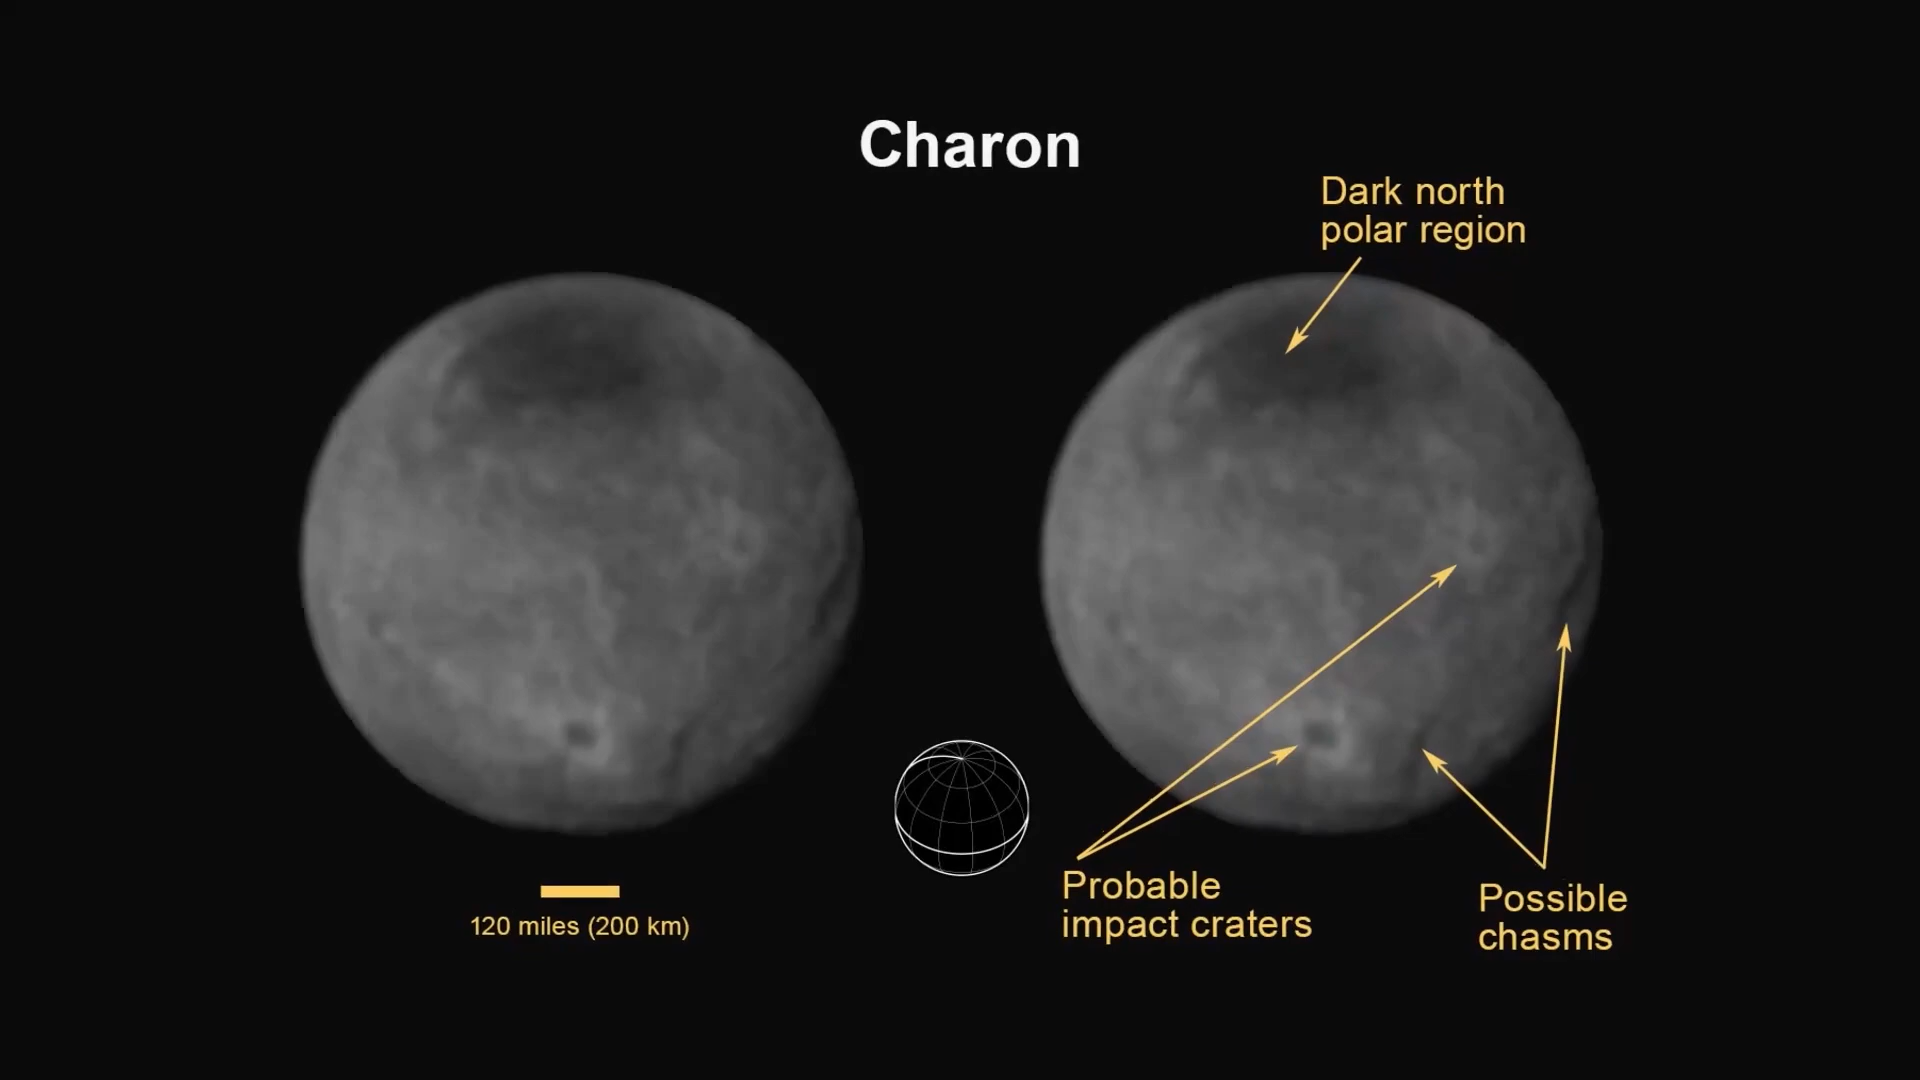 Charon
Dark north
polar region
120 miles (200 km)
Probable
impact craters
Possible
chasms